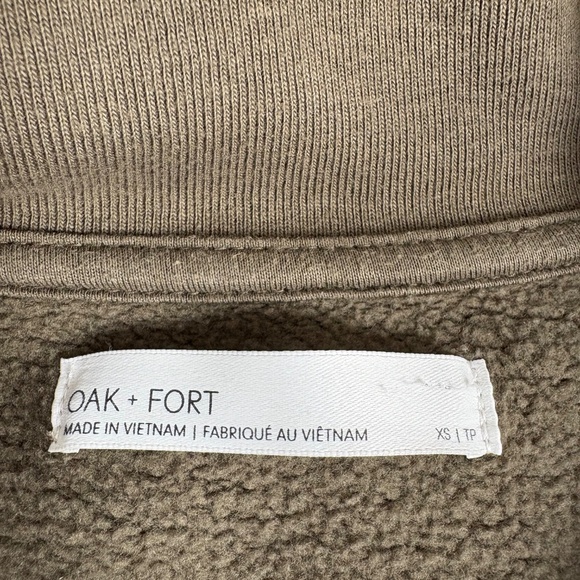 OAK + FORT
MADE IN VIETNAM | FABRIQUÉ AU VIÊTNAM XS | TP